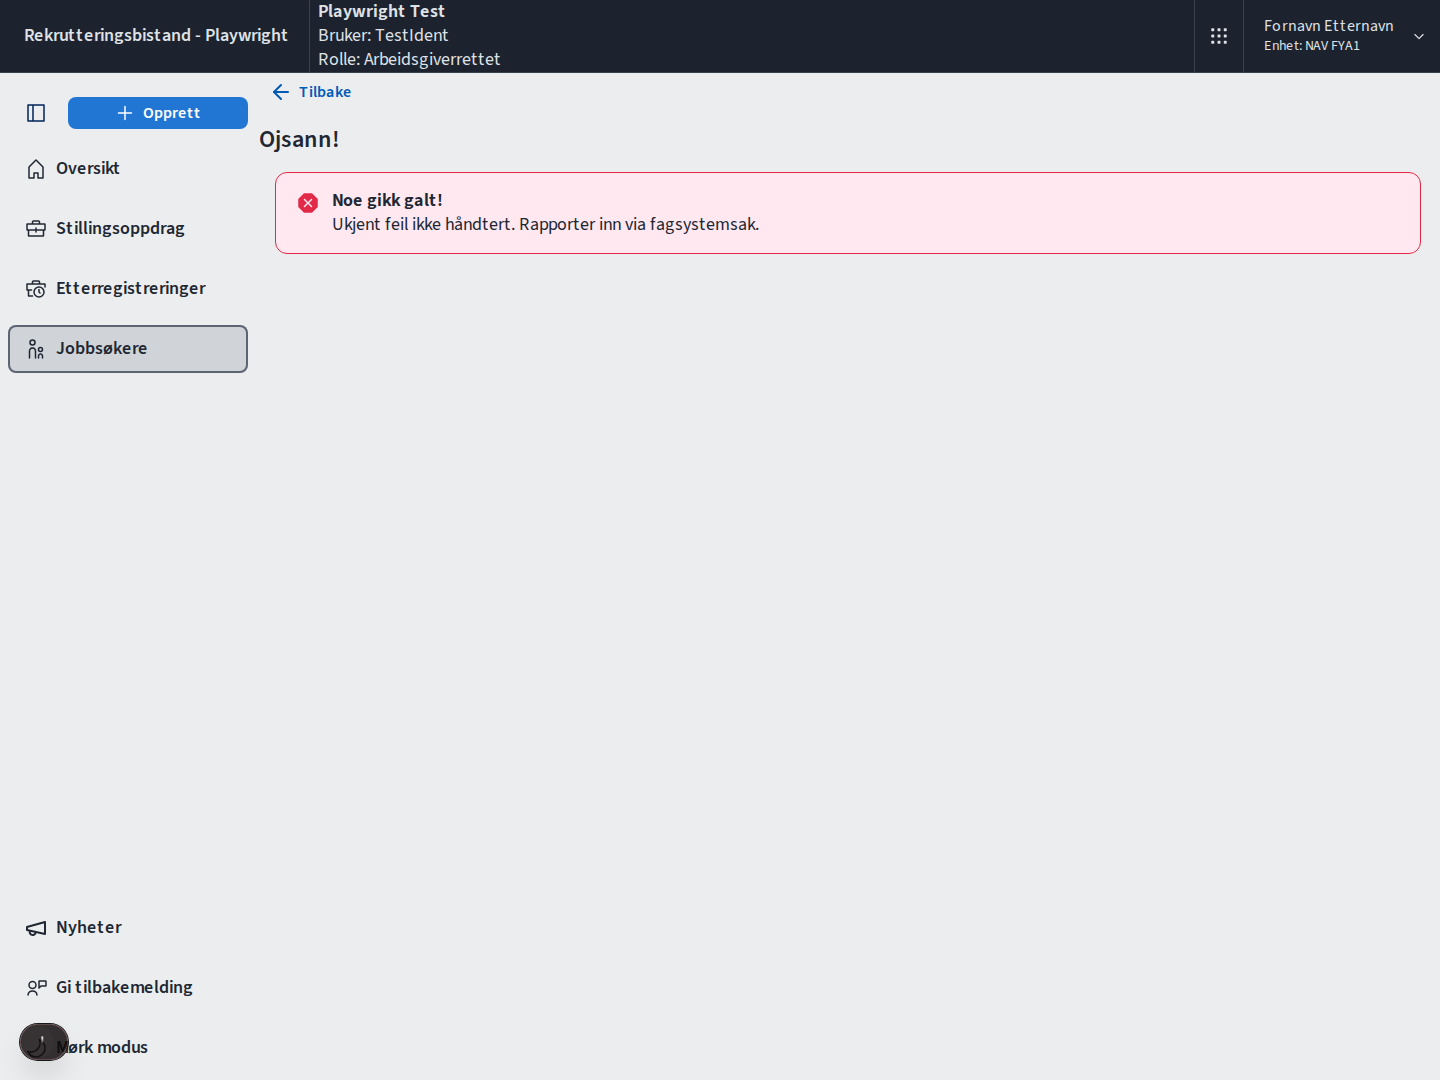 Rekrutteringsbistand - Playwright
Playwright Test
Bruker: TestIdent
Rolle: Arbeidsgiverrettet
Fornavn Etternavn
Enhet: NAV FYA1
Opprett
Oversikt
Stillingsoppdrag
Etterregistreringer
Jobbsøkere
Tilbake
Ojsann!
Noe gikk galt!
Ukjent feil ikke håndtert. Rapporter inn via fagsystemsak.
Nyheter
Gi tilbakemelding
Mørk modus